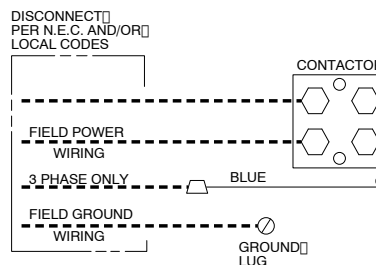 DISCONNECT
PER N.E.C. AND/OR
LOCAL CODES
CONTACTOR
FIELD POWER
WIRING
3 PHASE ONLY
BLUE
FIELD GROUND
WIRING
GROUND
LUG